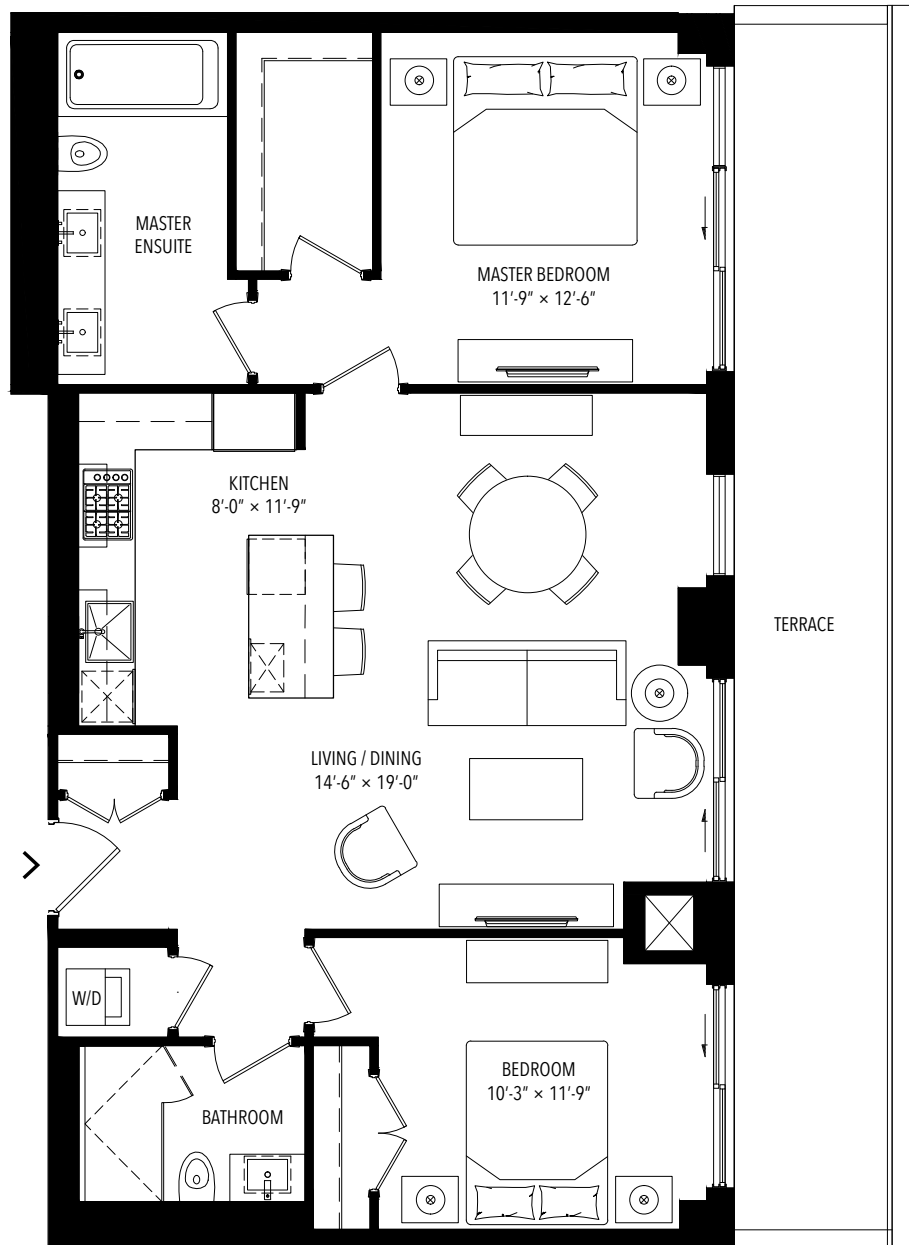 MASTER
ENSUITE
MASTER BEDROOM
11'-9" × 12'-6"
KITCHEN
8'-0" × 11'-9"
TERRACE
LIVING / DINING
14'-6" × 19'-0"
W/D
BEDROOM
10'-3" × 11'-9"
BATHROOM